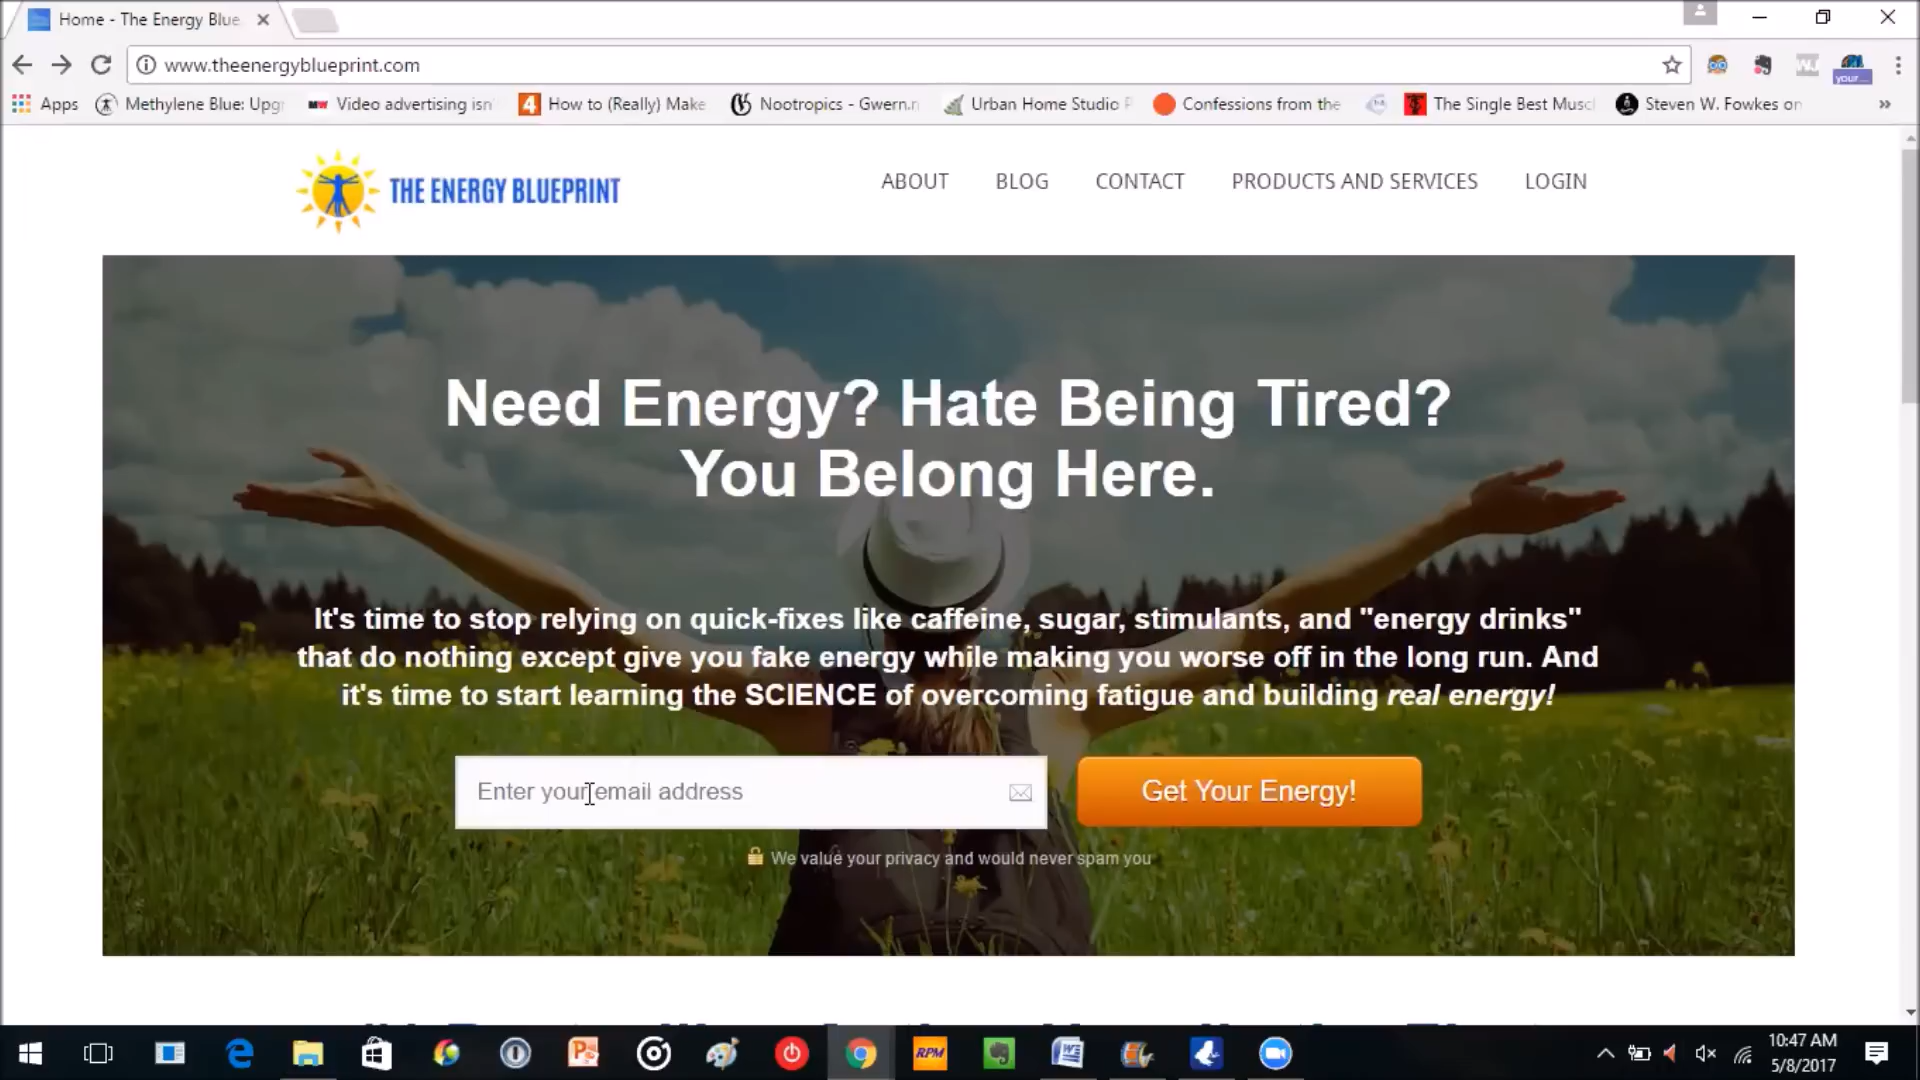 Home - The Energy Blue
www.theenergyblueprint.com
your...
Apps
Methylene Blue: Upg
MW
Video advertising isn'
4
How to (Really) Make
Nootropics - Gwern.n
Urban Home Studio
Confessions from the
The Single Best Musc
Steven W. Fowkes on
THE ENERGY BLUEPRINT
ABOUT
BLOG
CONTACT
PRODUCTS AND SERVICES
LOGIN
Need Energy? Hate Being Tired?
You Belong Here.
It's time to stop relying on quick-fixes like caffeine, sugar, stimulants, and "energy drinks"
that do nothing except give you fake energy while making you worse off in the long run. And
it's time to start learning the SCIENCE of overcoming fatigue and building real energy!
Enter your email address
Get Your Energy!
We value your privacy and would never spam you
RPM
10:47 AM
5/8/2017